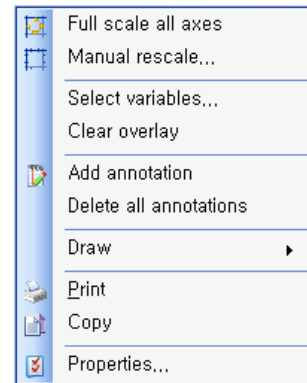 Full scale all axes
Manual rescale...
Select variables...
Clear overlay
Add annotation
Delete all annotations
Draw
Print
Copy
Properties...